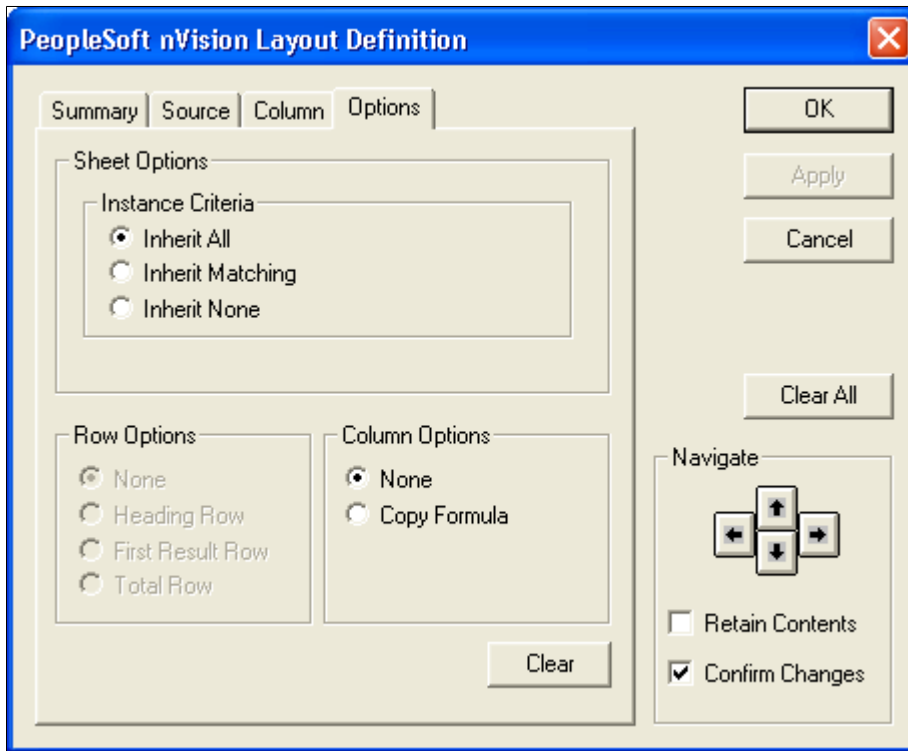 PeopleSoft nVision Layout Definition
Summary
Source
Column
Options
Sheet Options
Instance Criteria
Inherit All
Inherit Matching
Inherit None
Row Options
None
Heading Row
First Result Row
Total Row
Column Options
None
Copy Formula
Clear
OK
Apply
Cancel
Clear All
Navigate
Retain Contents
Confirm Changes